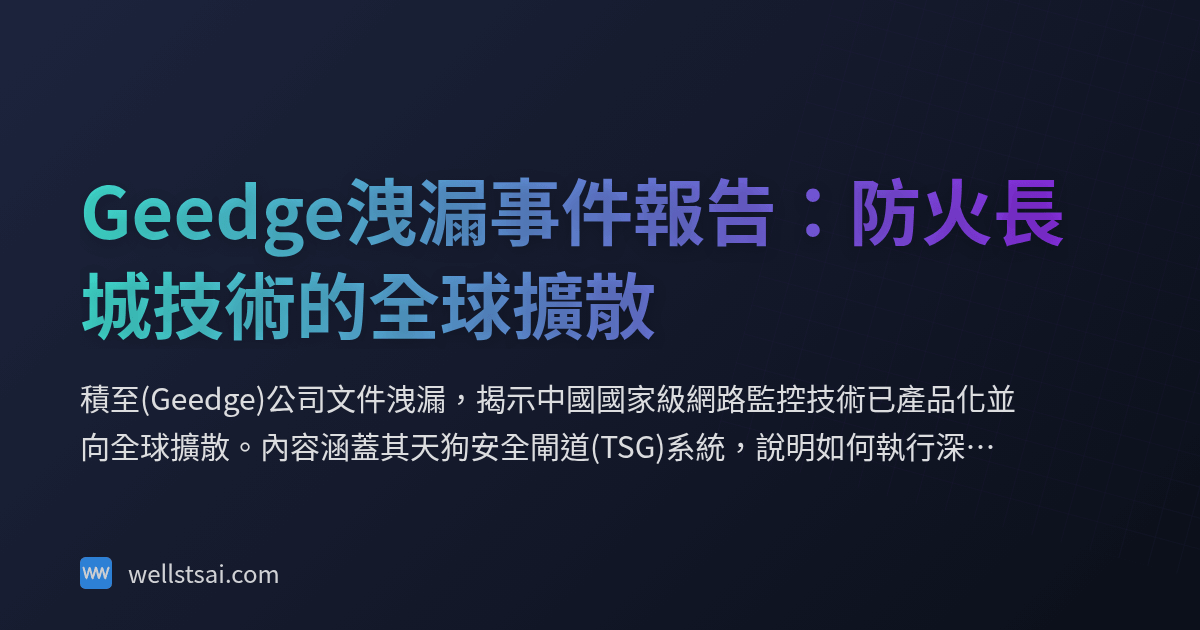 Geedge洩漏事件報告：防火長
城技術的全球擴散
積至(Geedge)公司文件洩漏，揭示中國國家級網路監控技術已產品化並
向全球擴散。內容涵蓋其天狗安全閘道(TSG)系統，說明如何執行深⋯
W wellstsai.com